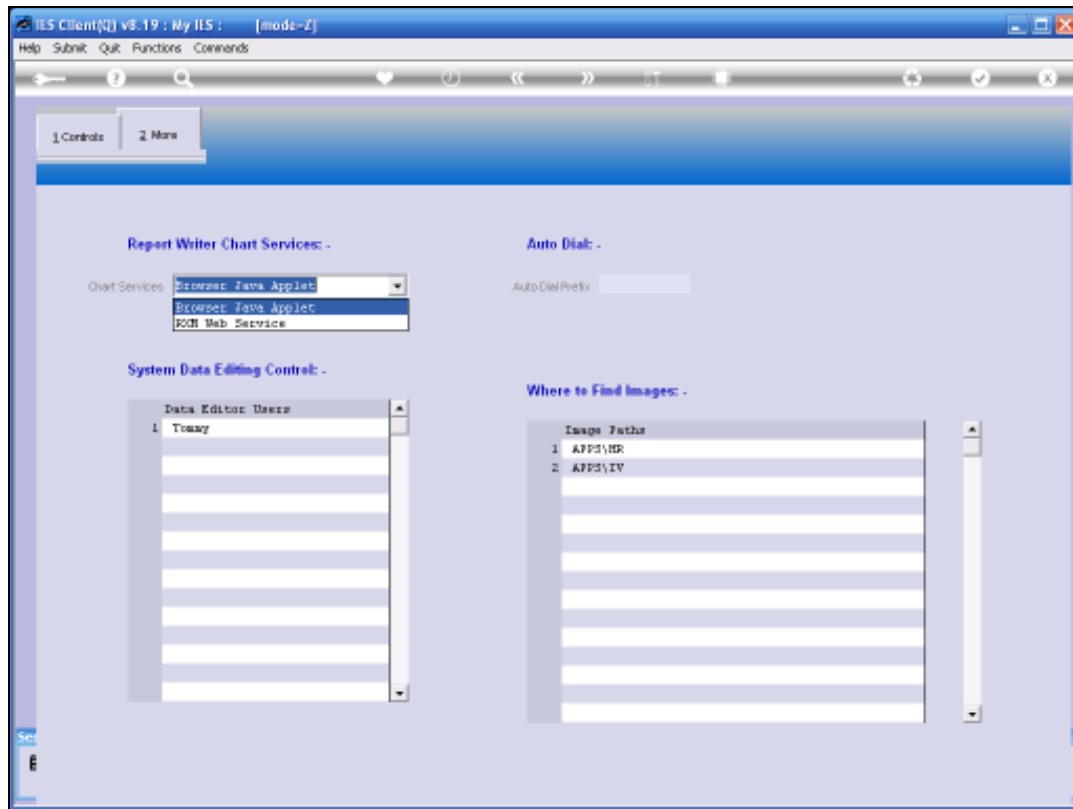 IES Client(Q) v8.19 : My IES : [mode=Z]
Help Submit Quit Functions Commands
1 Controls 2 More
Report Writer Chart Services: -
Auto Dial: -
Chart Services Browser Java Applet
Auto Dial Prefix
Browser Java Applet
RXM Web Service
System Data Editing Control: -
Where to Find Images: -
Data Editor Users
1 Tommy
Image Paths
1 APPS\HR
2 APPS\IV